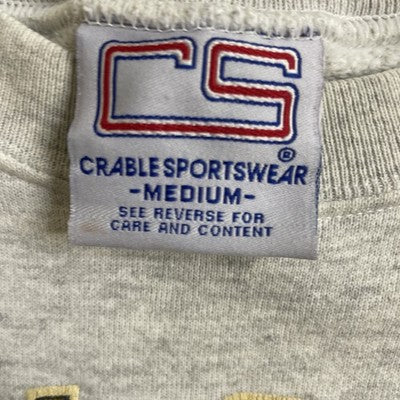 CS
®
CRABLE SPORTSWEAR
-MEDIUM-
SEE REVERSE FOR
CARE AND CONTENT